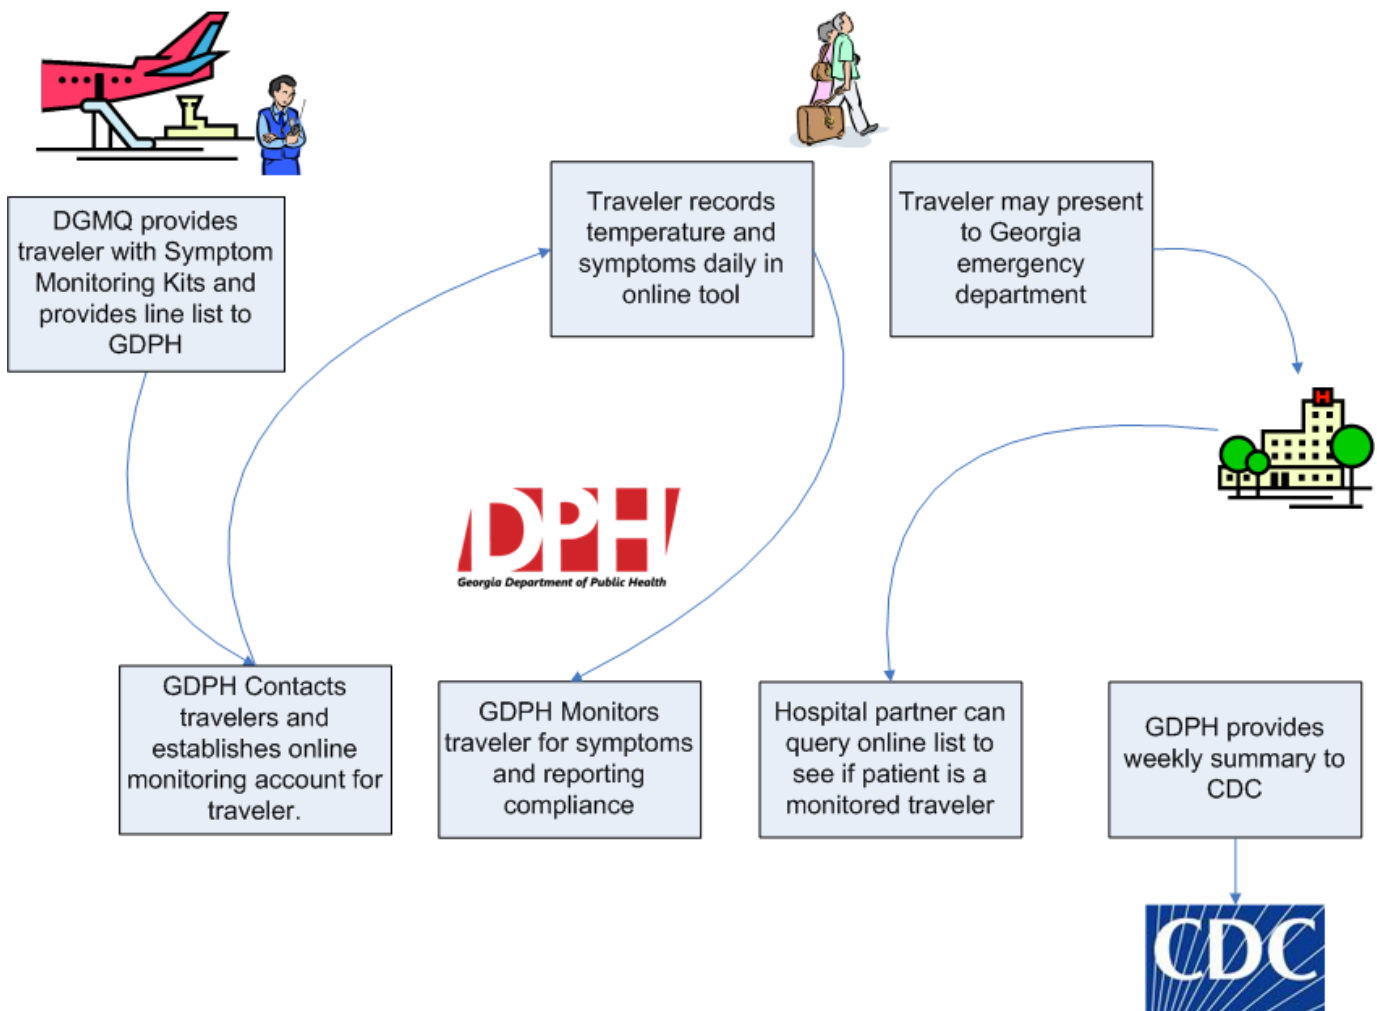 DGMQ provides
traveler with Symptom
Monitoring Kits and
provides line list to
GDPH
Traveler records
temperature and
symptoms daily in
online tool
Traveler may present
to Georgia
emergency
department
H
DPH
Georgia Department of Public Health
GDPH Contacts
travelers and
establishes online
monitoring account for
traveler.
GDPH Monitors
traveler for symptoms
and reporting
compliance
Hospital partner can
query online list to
see if patient is a
monitored traveler
GDPH provides
weekly summary to
CDC
CDC